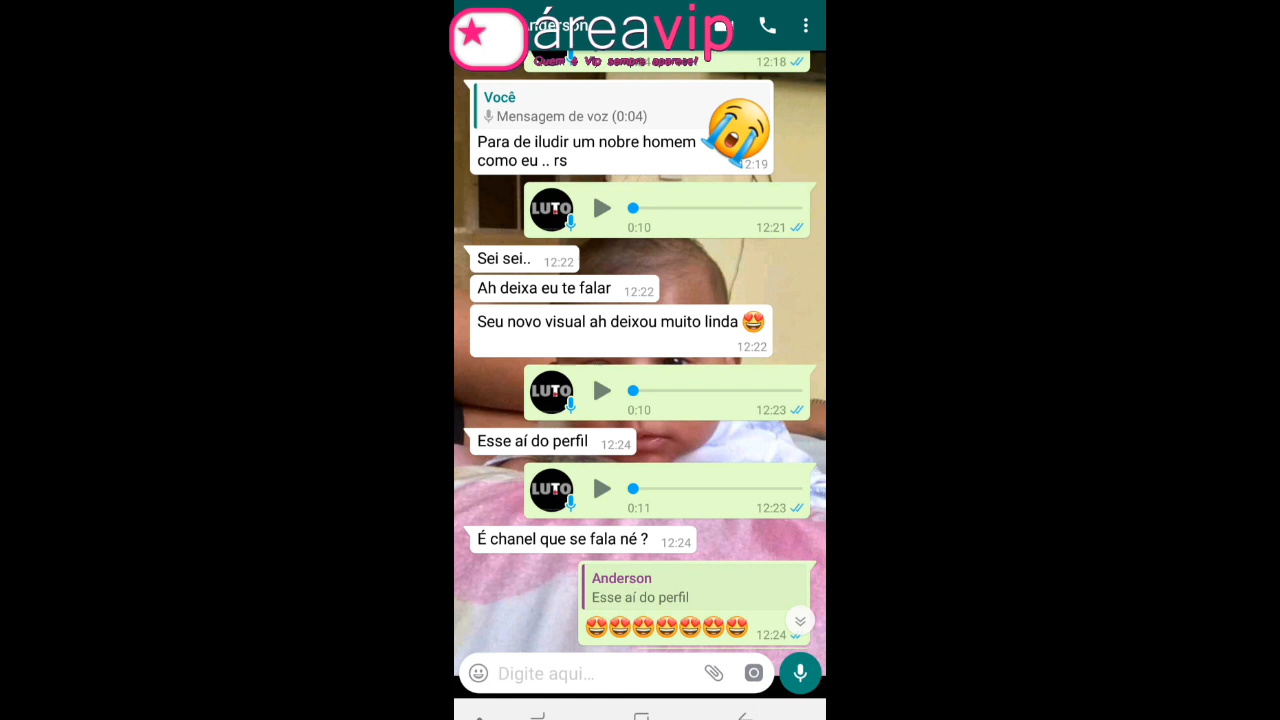 Anderson
áreavip
Quem é Vip sempre aparece!
12:18
Você
Mensagem de voz (0:04)
Para de iludir um nobre homem
como eu .. rs
12:19
LUTO
0:10 12:21
Sei sei.. 12:22
Ah deixa eu te falar 12:22
Seu novo visual ah deixou muito linda
12:22
LUTO
0:10 12:23
Esse aí do perfil 12:24
LUTO
0:11 12:23
É chanel que se fala né ? 12:24
Anderson
Esse aí do perfil
12:24
Digite aqui...